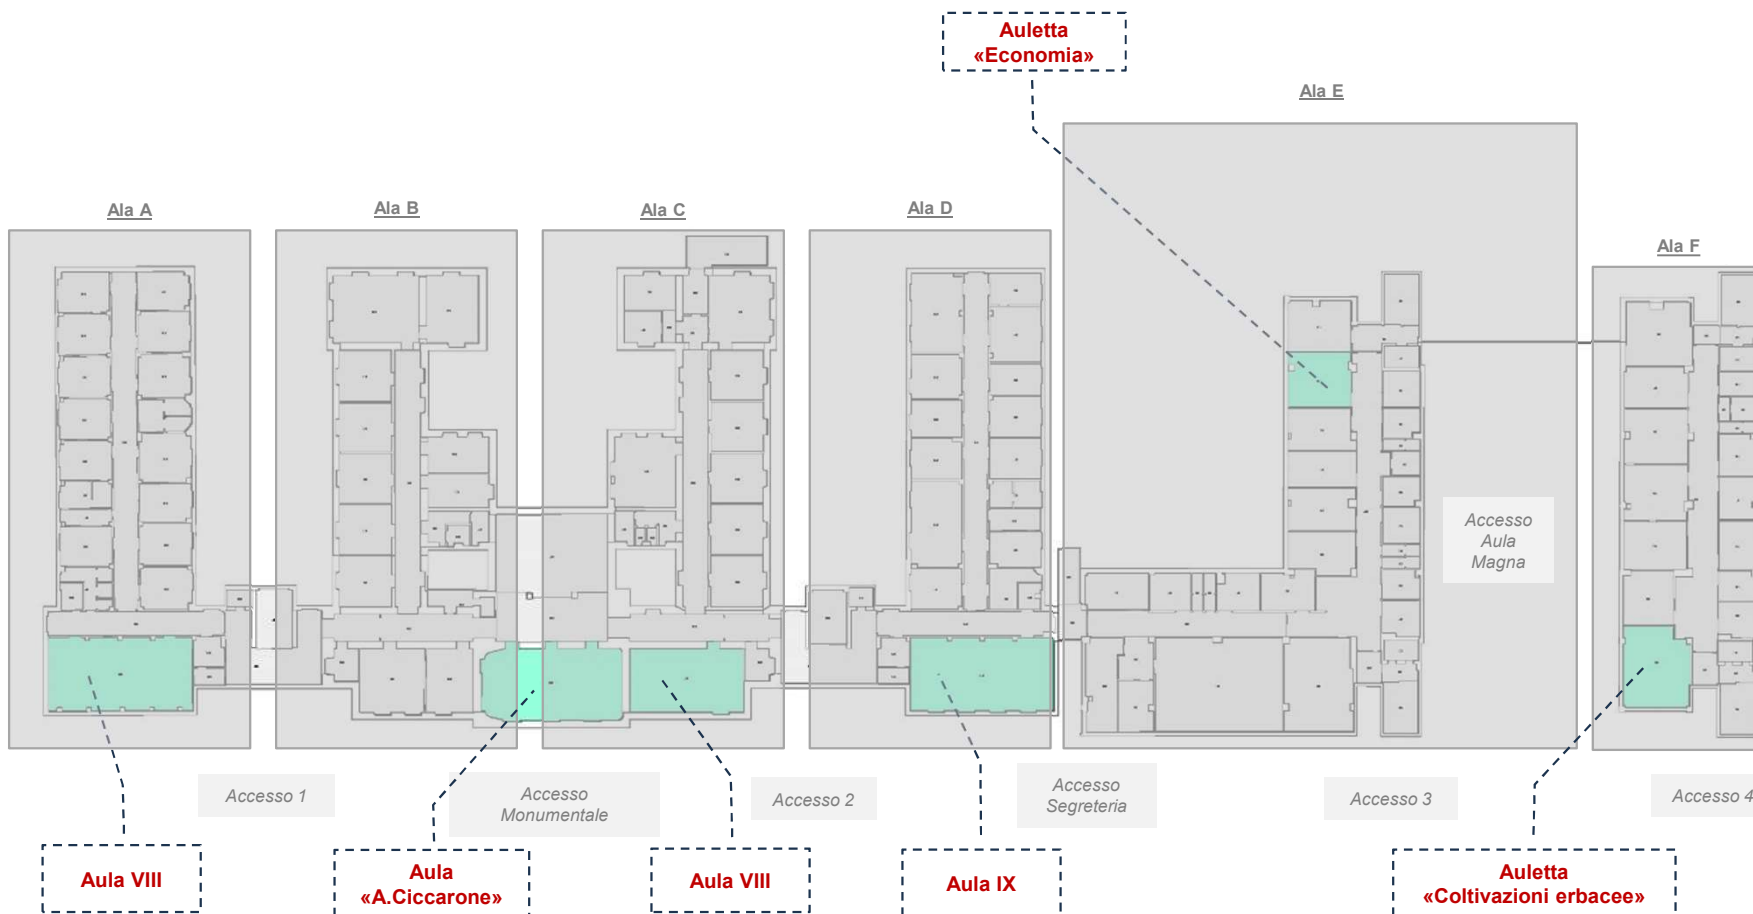 Auletta
«Economia»
Ala E
Ala A
Ala B
Ala C
Ala D
Ala F
Accesso
Aula
Magna
Accesso 1
Accesso
Monumentale
Accesso 2
Accesso
Segreteria
Accesso 3
Accesso 4
Aula VIII
Aula
«A.Ciccarone»
Aula VIII
Aula IX
Auletta
«Coltivazioni erbacee»